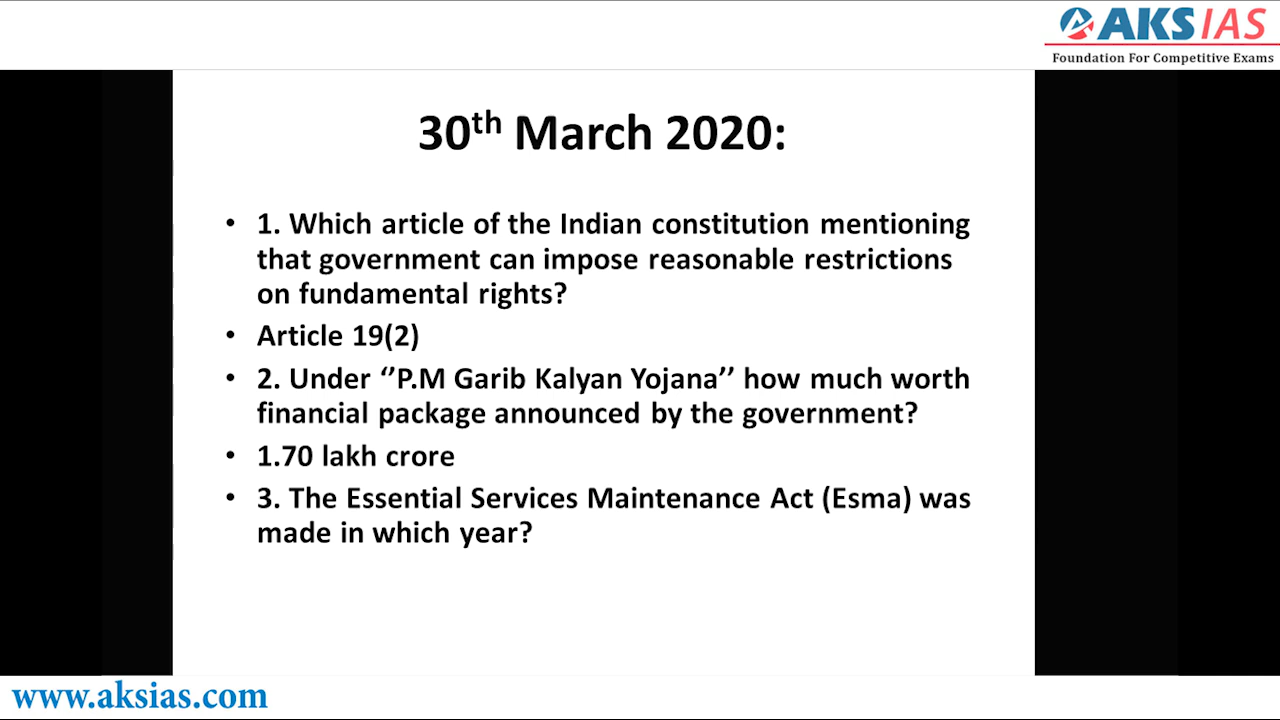 AKS IAS
Foundation For Competitive Exams
30th March 2020:
• 1. Which article of the Indian constitution mentioning
that government can impose reasonable restrictions
on fundamental rights?
• Article 19(2)
• 2. Under ‘’P.M Garib Kalyan Yojana’’ how much worth
financial package announced by the government?
• 1.70 lakh crore
• 3. The Essential Services Maintenance Act (Esma) was
made in which year?
www.aksias.com